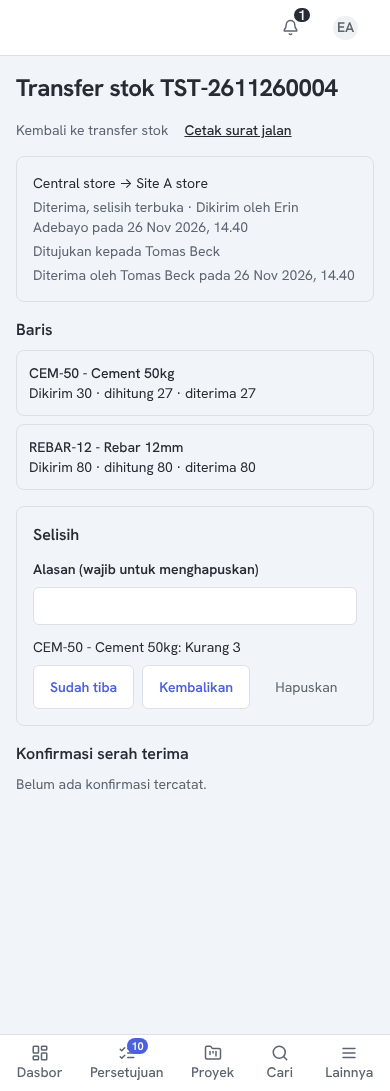 1
EA
Transfer stok TST-2611260004
Kembali ke transfer stok Cetak surat jalan
Central store → Site A store
Diterima, selisih terbuka · Dikirim oleh Erin
Adebayo pada 26 Nov 2026, 14.40
Ditujukan kepada Tomas Beck
Diterima oleh Tomas Beck pada 26 Nov 2026, 14.40
Baris
CEM-50 - Cement 50kg
Dikirim 30 · dihitung 27 · diterima 27
REBAR-12 - Rebar 12mm
Dikirim 80 · dihitung 80 · diterima 80
Selisih
Alasan (wajib untuk menghapuskan)
CEM-50 - Cement 50kg: Kurang 3
Sudah tiba Kembalikan Hapuskan
Konfirmasi serah terima
Belum ada konfirmasi tercatat.
10
Dasbor Persetujuan Proyek Cari Lainnya